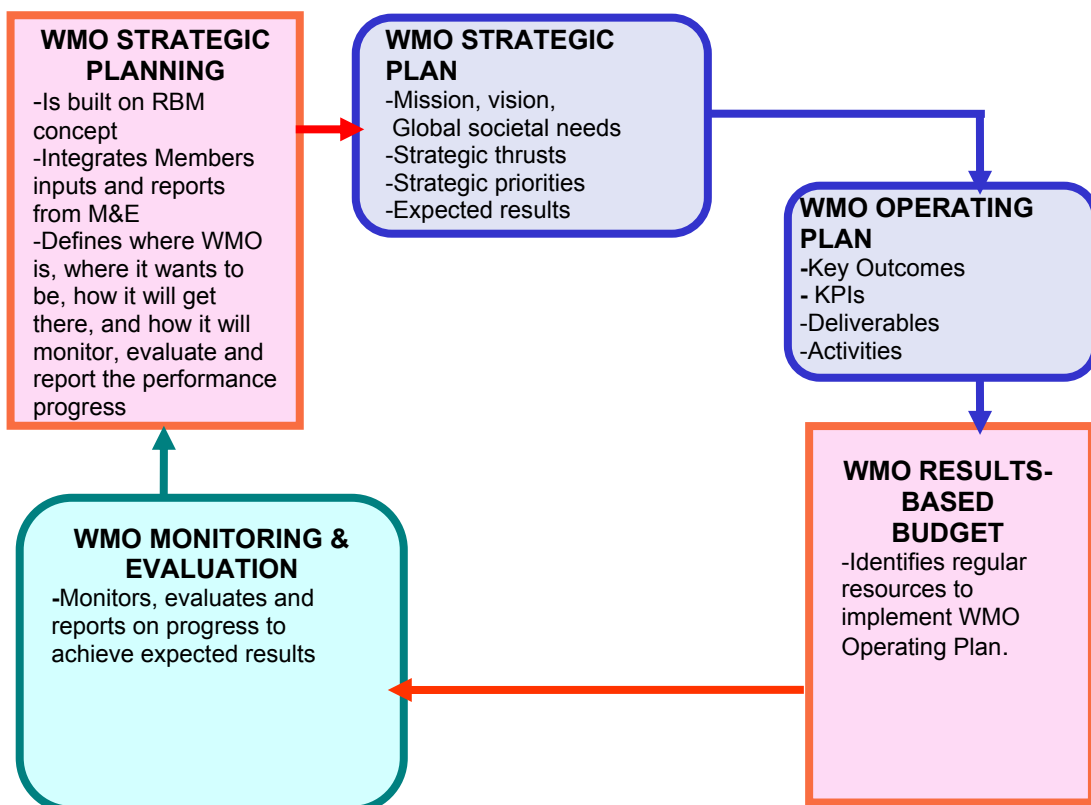 WMO STRATEGIC
PLANNING
-Is built on RBM
concept
-Integrates Members
inputs and reports
from M&E
-Defines where WMO
is, where it wants to
be, how it will get
there, and how it will
monitor, evaluate and
report the performance
progress
WMO STRATEGIC
PLAN
-Mission, vision,
Global societal needs
-Strategic thrusts
-Strategic priorities
-Expected results
WMO OPERATING
PLAN
-Key Outcomes
- KPIs
-Deliverables
-Activities
WMO RESULTS-
BASED
BUDGET
-Identifies regular
resources to
implement WMO
Operating Plan.
WMO MONITORING &
EVALUATION
-Monitors, evaluates and
reports on progress to
achieve expected results